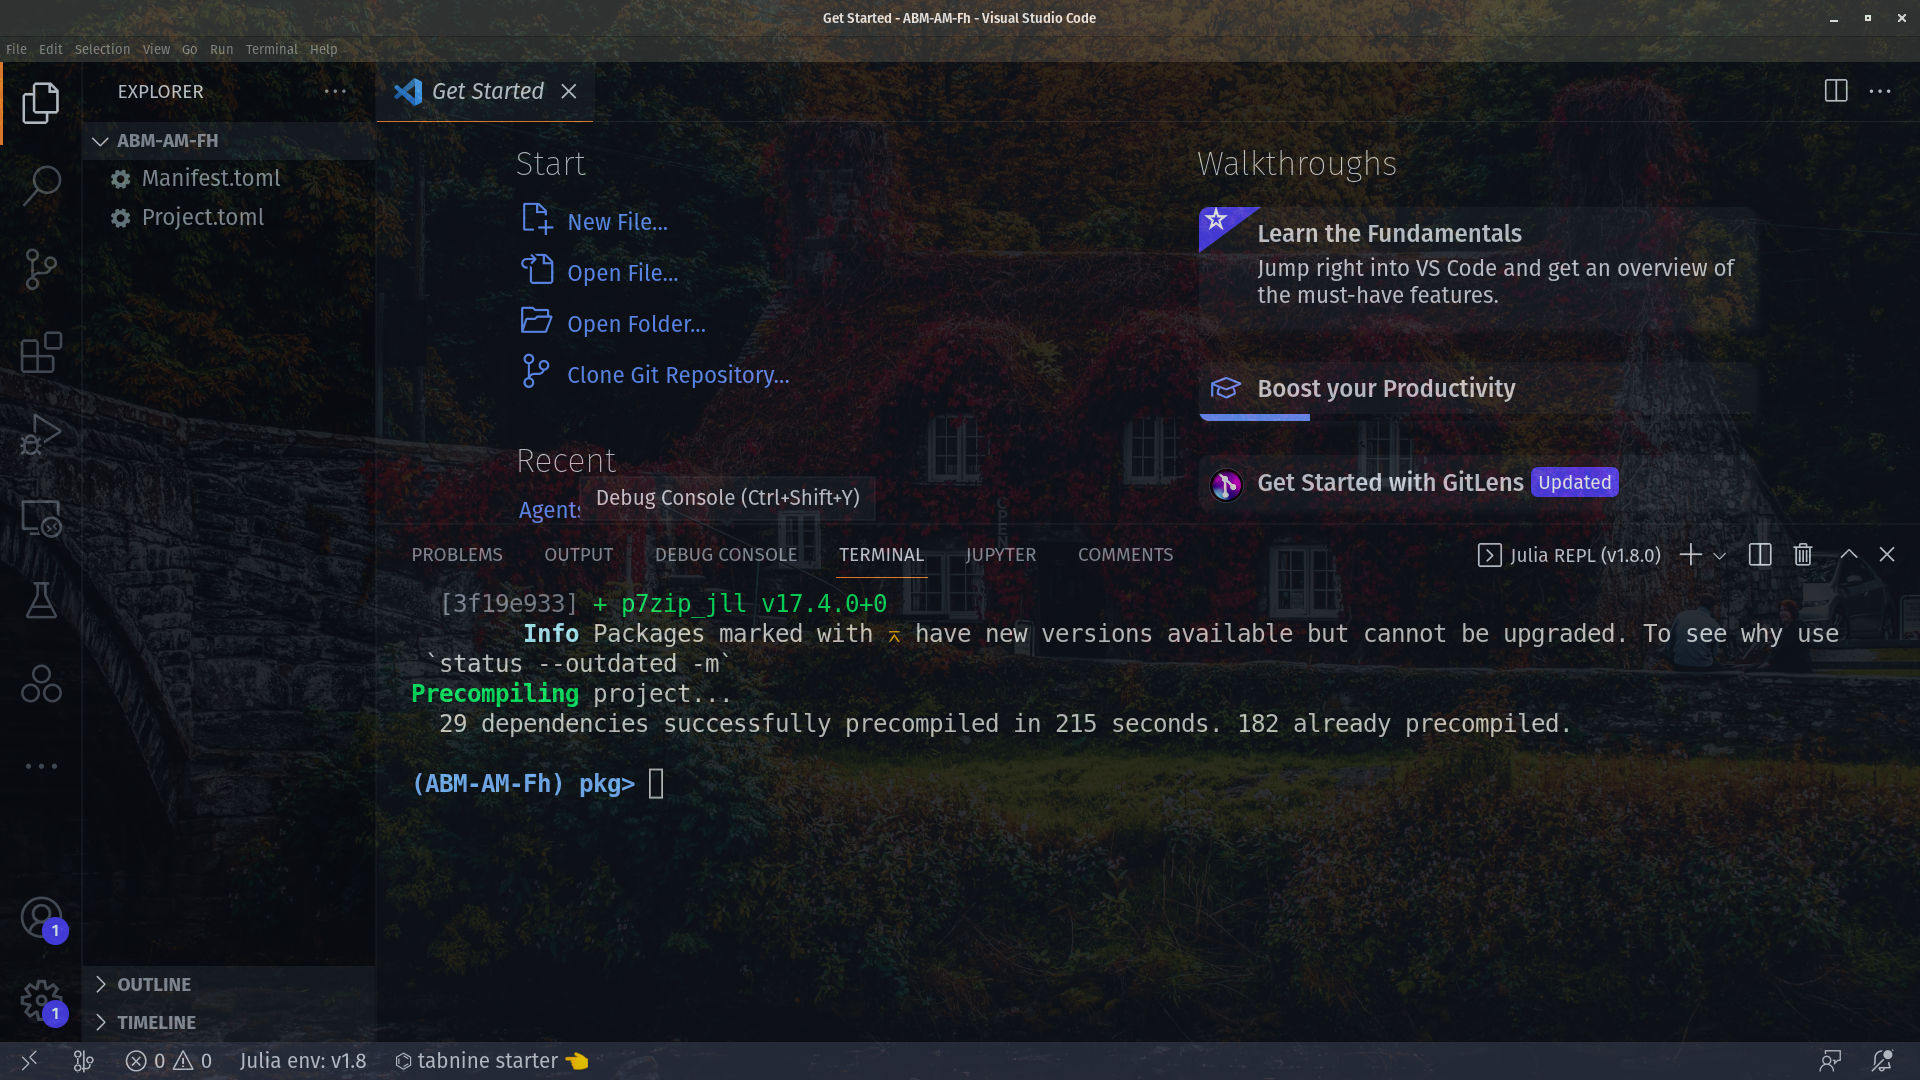 Get Started - ABM-AM-Fh - Visual Studio Code
File Edit Selection View Go Run Terminal Help
EXPLORER
ABM-AM-FH
Manifest.toml
Project.toml
OUTLINE
TIMELINE
Get Started
Start
New File...
Open File...
Open Folder...
Clone Git Repository...
Recent
Agents
Debug Console (Ctrl+Shift+Y)
Walkthroughs
Learn the Fundamentals
Jump right into VS Code and get an overview of
the must-have features.
Boost your Productivity
Get Started with GitLens Updated
PROBLEMS OUTPUT DEBUG CONSOLE TERMINAL JUPYTER COMMENTS
Julia REPL (v1.8.0)
[3f19e933] + p7zip_jll v17.4.0+0
Info Packages marked with ⌅ have new versions available but cannot be upgraded. To see why use
`status --outdated -m`
Precompiling project...
29 dependencies successfully precompiled in 215 seconds. 182 already precompiled.
(ABM-AM-Fh) pkg>
1
1
0 0 Julia env: v1.8 tabnine starter 👈